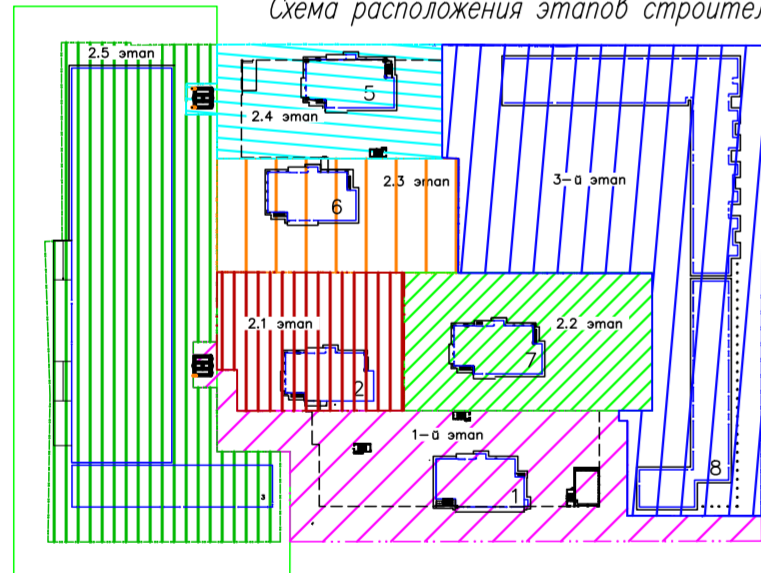 Схема расположения этапов строител
2.5 этап
5
2.4 этап
2.3 этап
3-й этап
6
2.1 этап
2.2 этап
7
2
1-й этап
8
1
3